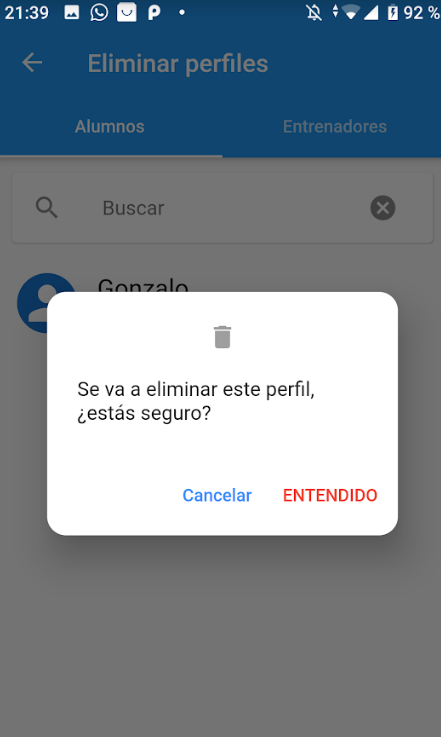 21:39
92 %
Eliminar perfiles
Alumnos
Entrenadores
Buscar
Gonzalo
Se va a eliminar este perfil,
¿estás seguro?
Cancelar
ENTENDIDO